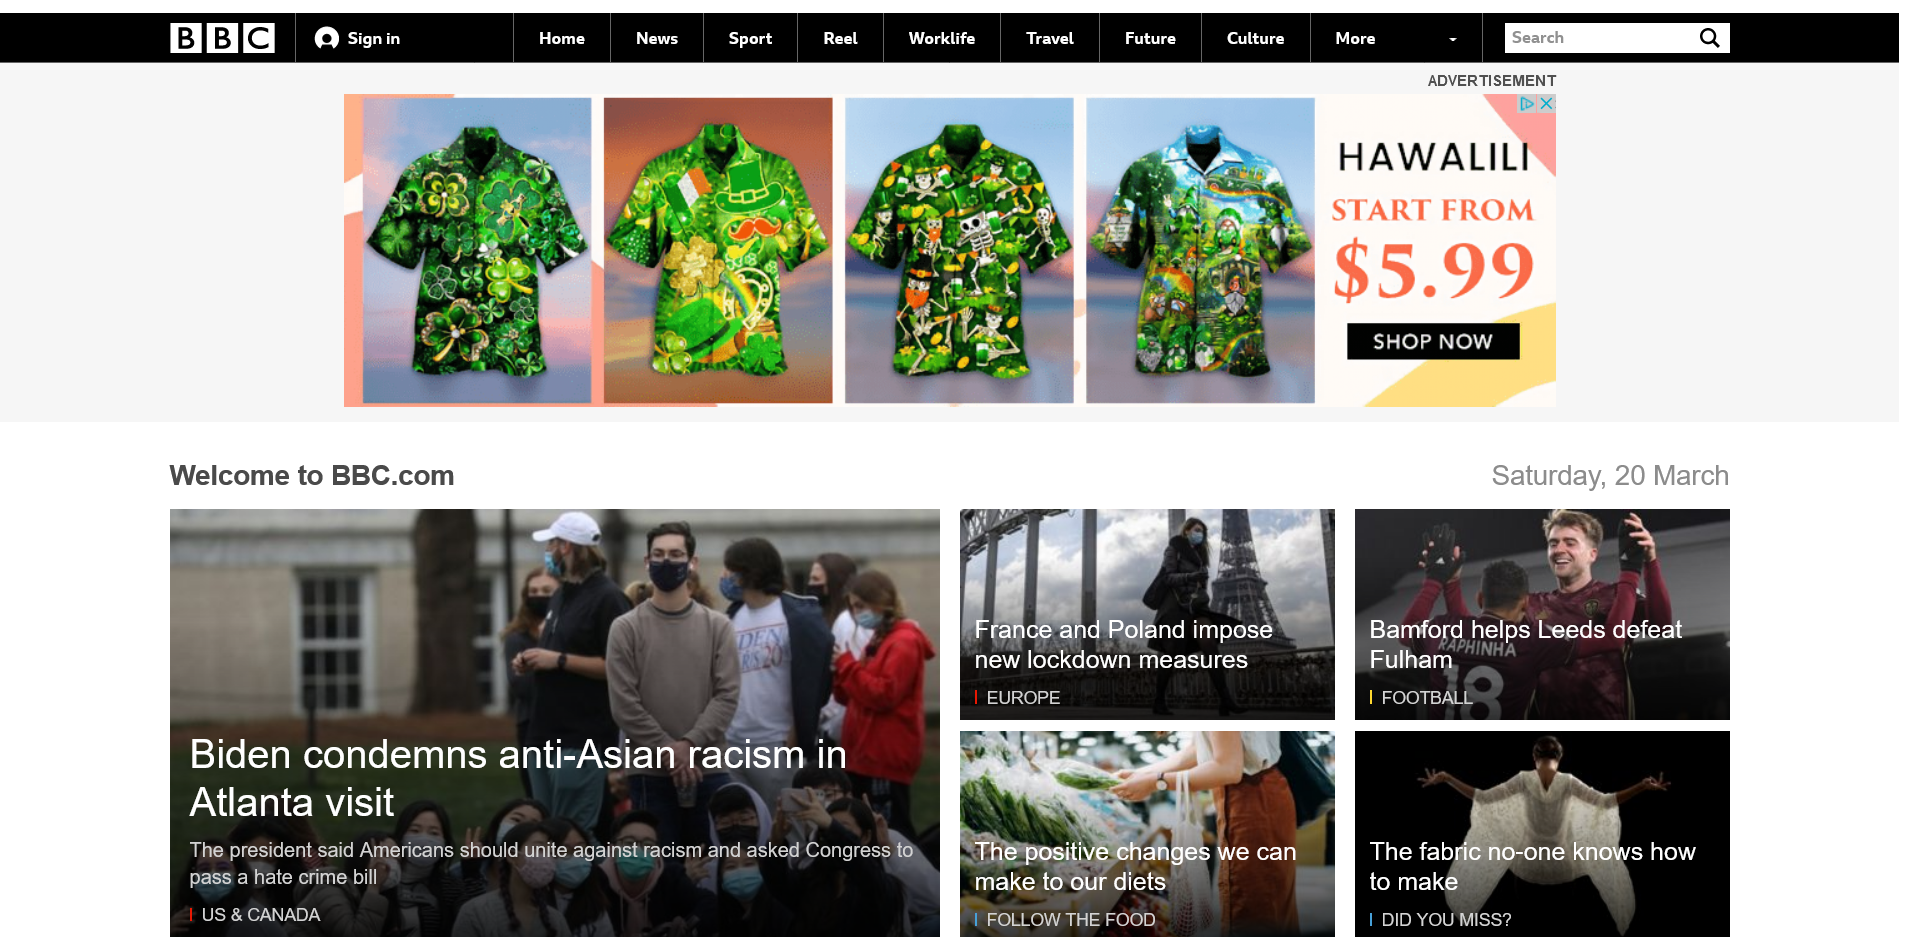 BBC
Sign in
Home
News
Sport
Reel
Worklife
Travel
Future
Culture
More
Search
ADVERTISEMENT
HAWALILI
START FROM
$5.99
SHOP NOW
Welcome to BBC.com
Saturday, 20 March
Biden condemns anti-Asian racism in
Atlanta visit
The president said Americans should unite against racism and asked Congress to
pass a hate crime bill
US & CANADA
France and Poland impose
new lockdown measures
EUROPE
RAPHINHA
18
Bamford helps Leeds defeat
Fulham
FOOTBALL
The positive changes we can
make to our diets
FOLLOW THE FOOD
The fabric no-one knows how
to make
DID YOU MISS?